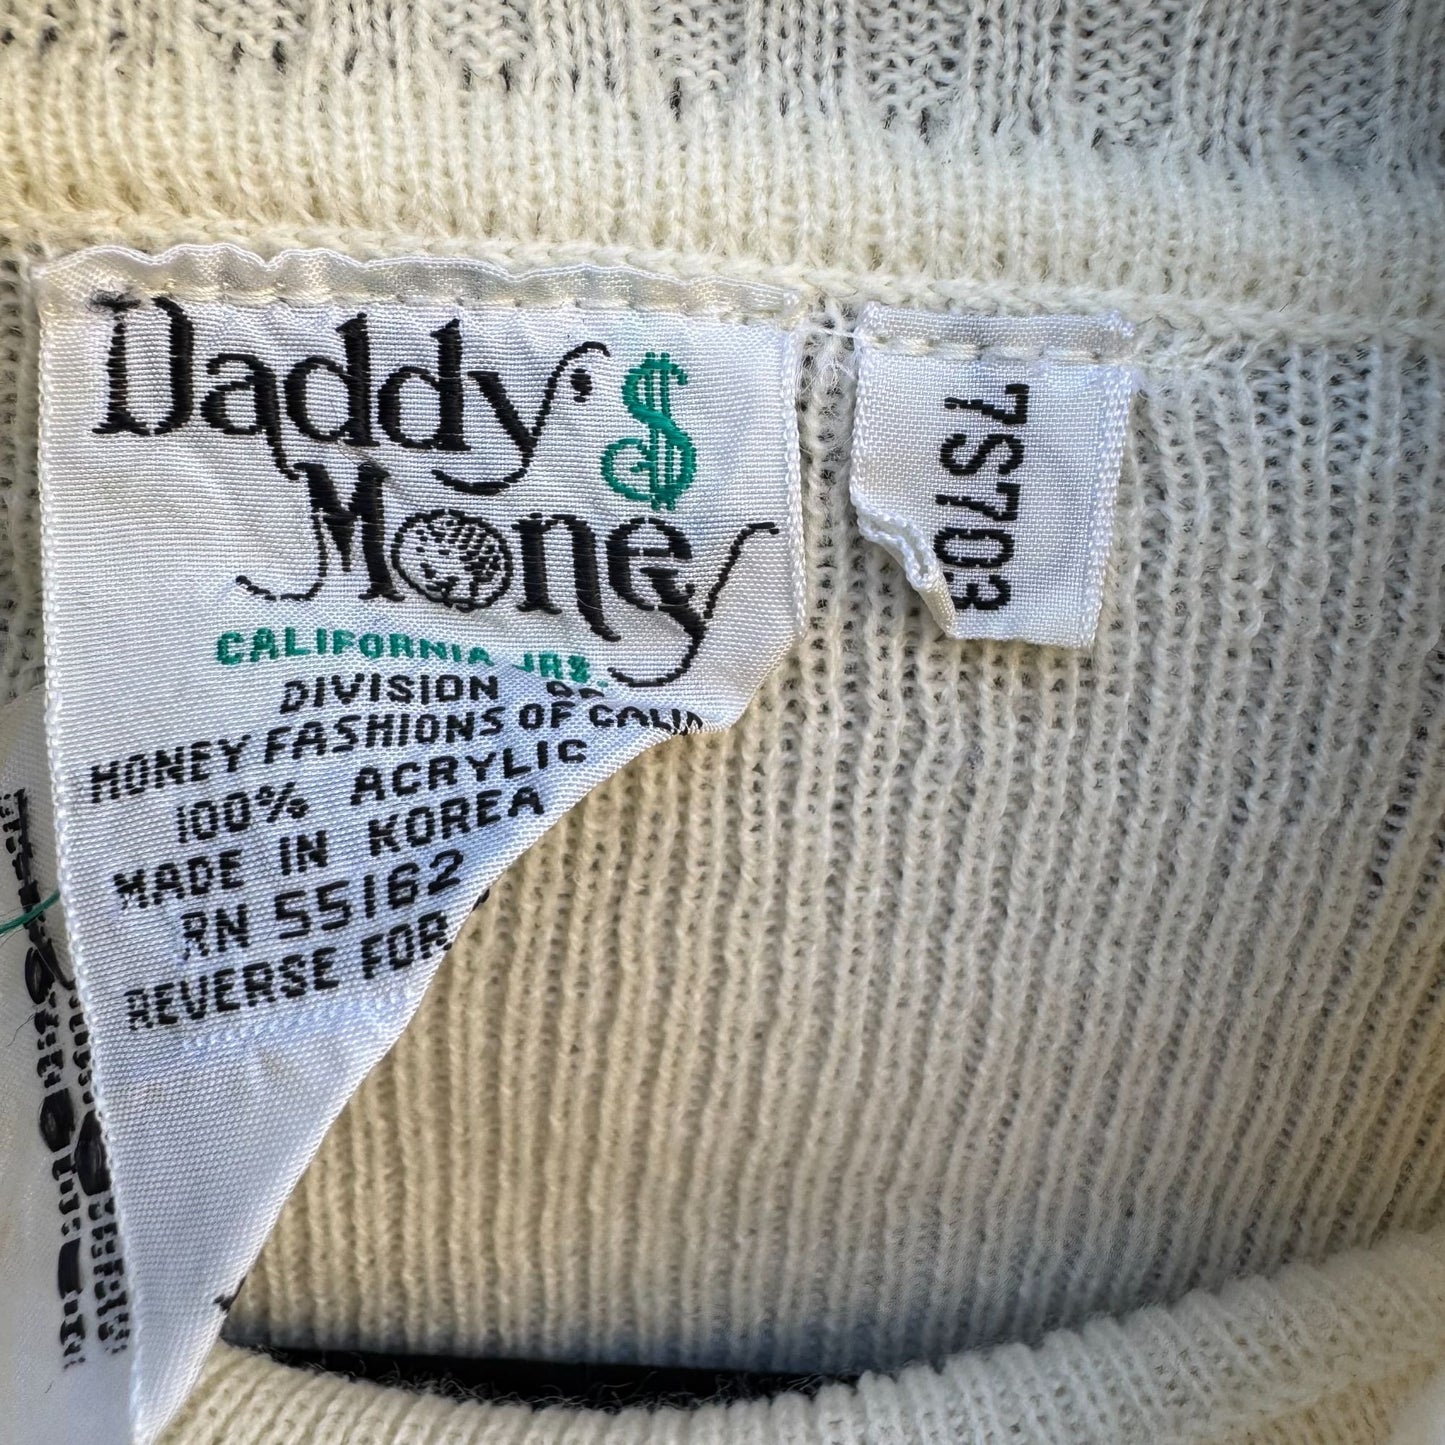 Daddy'$
Money
CALIFORNIA JRS.
DIVISION OF
HONEY FASHIONS OF CALIF
100% ACRYLIC
MADE IN KOREA
RN 55162
REVERSE FOR
7S703